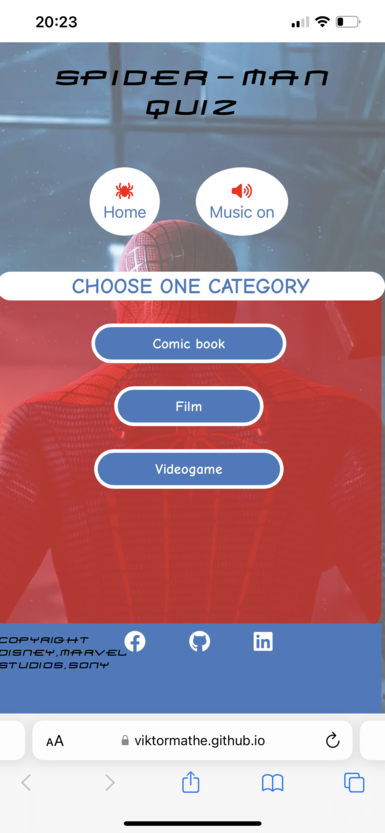 20:23
SPIDER-MAN
QUIZ
Home
Music on
CHOOSE ONE CATEGORY
Comic book
Film
Videogame
COPYRIGHT
DISNEY,MARVEL
STUDIOS,SONY
AA
viktormathe.github.io